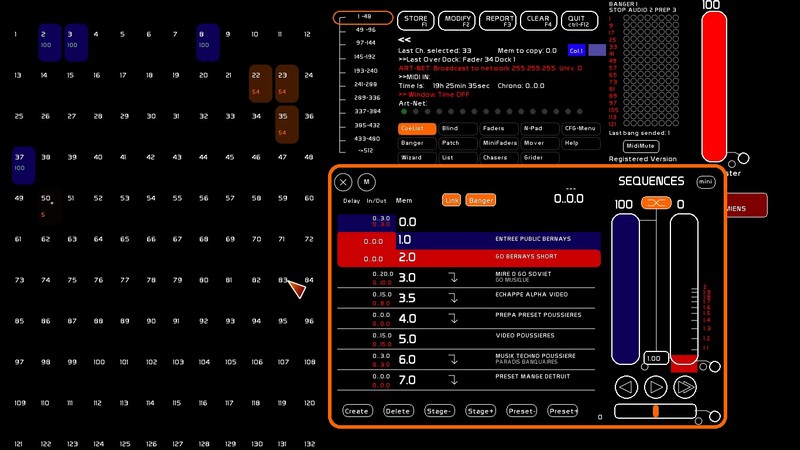 1 2 3 4 5 6 7 8 9 10 11 12
100 100 100
13 14 15 16 17 18 19 20 21 22 23 24
54 54
25 26 27 28 29 30 31 32 33 34 35 36
54
37 38 39 40 41 42 43 44 45 46 47 48
100
49 50 51 52 53 54 55 56 57 58 59 60
5
61 62 63 64 65 66 67 68 69 70 71 72
73 74 75 76 77 78 79 80 81 82 83 84
85 86 87 88 89 90 91 92 93 94 95 96
97 98 99 100 101 102 103 104 105 106 107 108
109 110 111 112 113 114 115 116 117 118 119 120
121 122 123 124 125 126 127 128 129 130 131 132
1 -48
49 -96
97-144
145-192
193-240
241-288
289-336
337-384
385-432
433-480
->512
STORE F1
MODIFY F2
REPORT F3
CLEAR F4
QUIT ctrl-F12
<<
Last Ch. selected: 33 Mem to copy: 0.0
Col.1
>>Last Over Dock: Fader 34 Dock 1
ART-NET: Broadcast to network 255.255.255. Univ. 0
>>MIDI IN:
Time Is: 19h 25min 35sec Chrono: 0..0.0
>> Window Time OFF
Art-Net:
CueList Blind Faders N-Pad CFG-Menu
Banger Patch MiniFaders Mover Help
Wizard List Chasers Grider
BANGER 1
STOP AUDIO 2 PREP 3
1
9
17
25
33
41
49
57
65
73
81
89
97
105
113
121
Last bang sended: 1
MidiMute
Registered Version
100
ster
MIENS
X M
SEQUENCES
mini
Delay In/Out Mem
Link Banger
---
0..0.0
100 0
0..3.0
0..3.0
0.0
0..0.0 1.0 ENTREE PUBLIC BERNAYS
0..0.0 2.0 GO BERNAYS SHORT
0..20.0 3.0 MIRE 0 GO SOVIET
0..10.0 GO MUSIQUE
0..15.0 3.5 ECHAPPE ALPHA VIDEO
0..0.0 4.0 PREPA PRESET POUSSIERES
0..0.0
0..15.0 5.0 VIDEO POUSSIERES
0..3.0 6.0 MUSIK TECHNO POUSSIERE
0..3.0 PARADIS BANQUAIRES
0..0.0 7.0 PRESET MANGE DETRUIT
0..0.0
1.00
Create Delete Stage- Stage+ Preset- Preset+
0